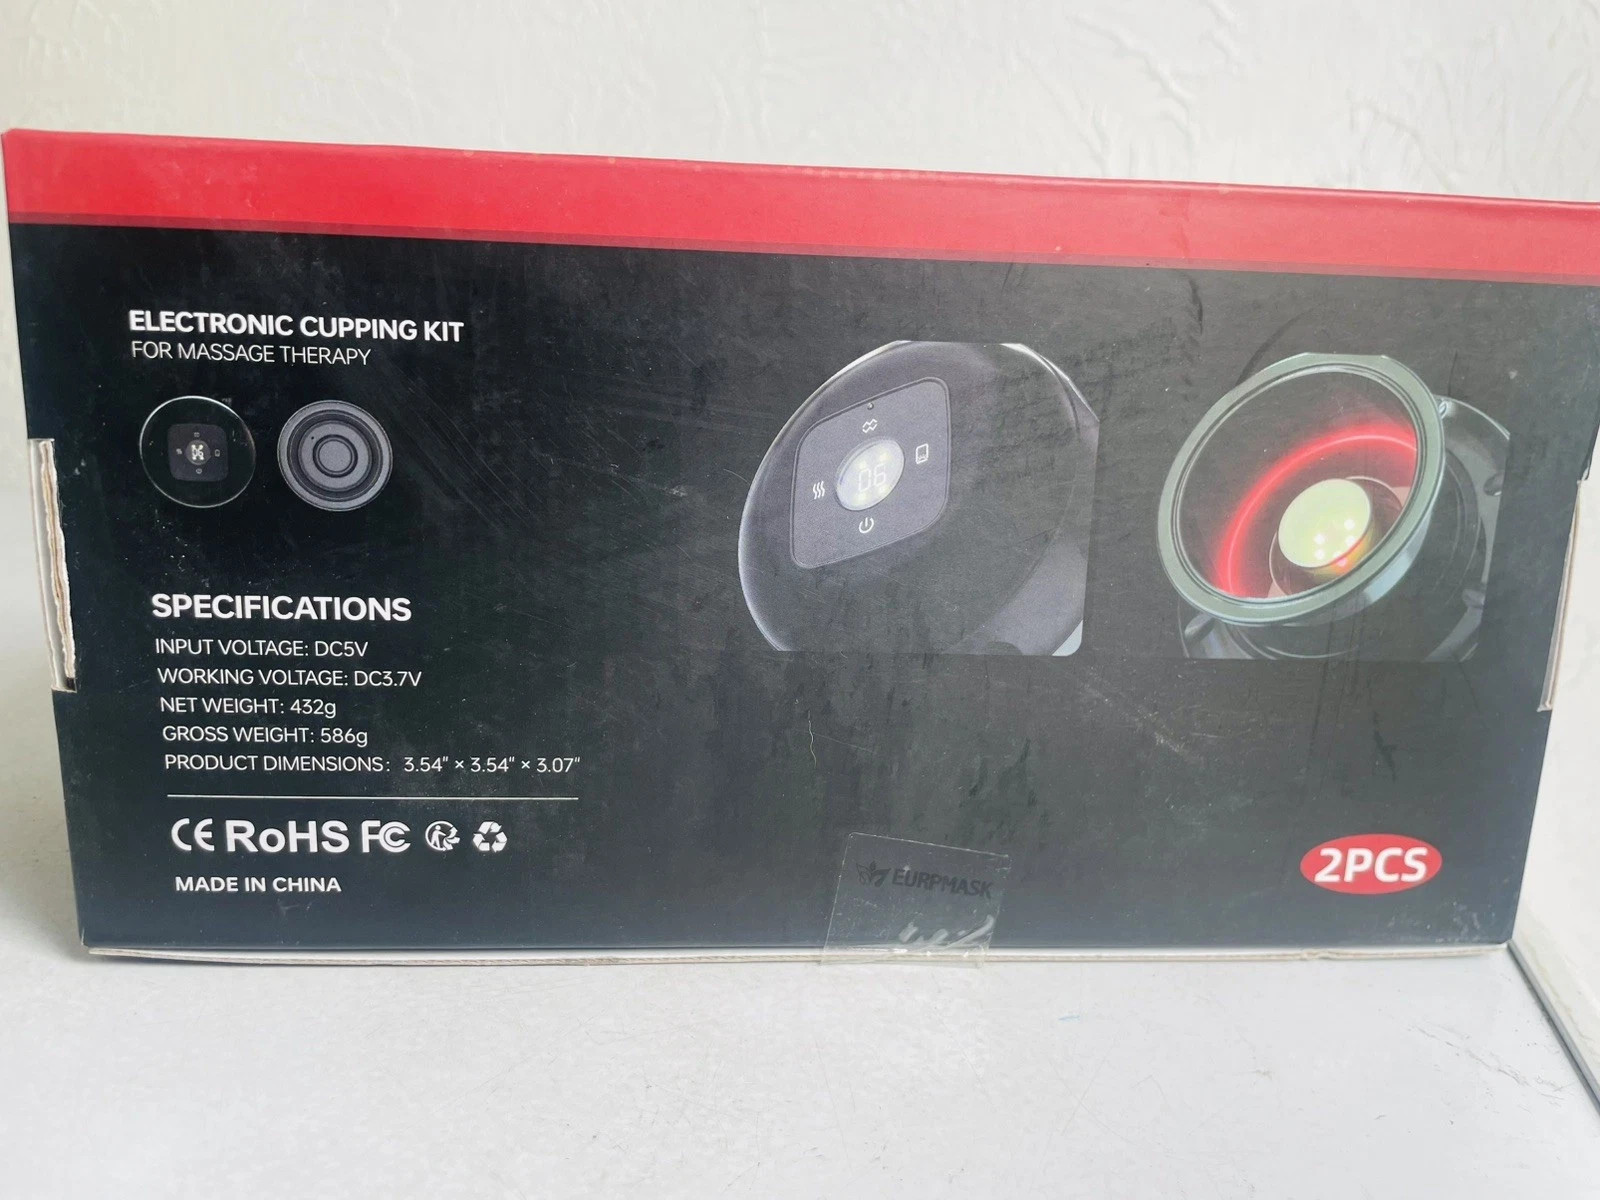 ELECTRONIC CUPPING KIT
FOR MASSAGE THERAPY
06
SPECIFICATIONS
INPUT VOLTAGE: DC5V
WORKING VOLTAGE: DC3.7V
NET WEIGHT: 432g
GROSS WEIGHT: 586g
PRODUCT DIMENSIONS: 3.54" × 3.54" × 3.07"
CE RoHS FC
MADE IN CHINA
EURPMASK
2PCS